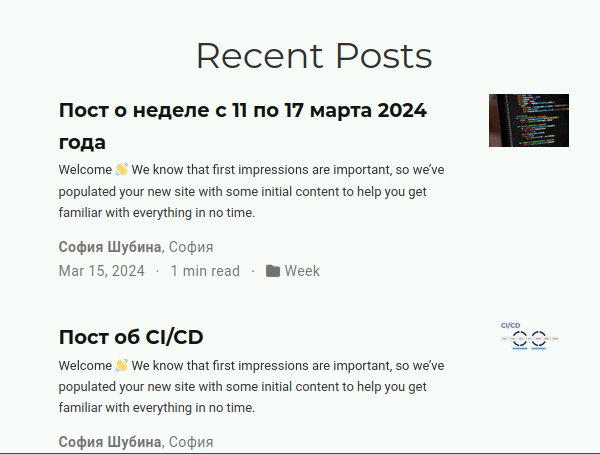 Recent Posts
Пост о неделе с 11 по 17 марта 2024
года
Welcome 👋 We know that first impressions are important, so we've
populated your new site with some initial content to help you get
familiar with everything in no time.
София Шубина, София
Mar 15, 2024 · 1 min read · Week
Пост об CI/CD
CI/CD
Welcome 👋 We know that first impressions are important, so we've
populated your new site with some initial content to help you get
familiar with everything in no time.
София Шубина, София